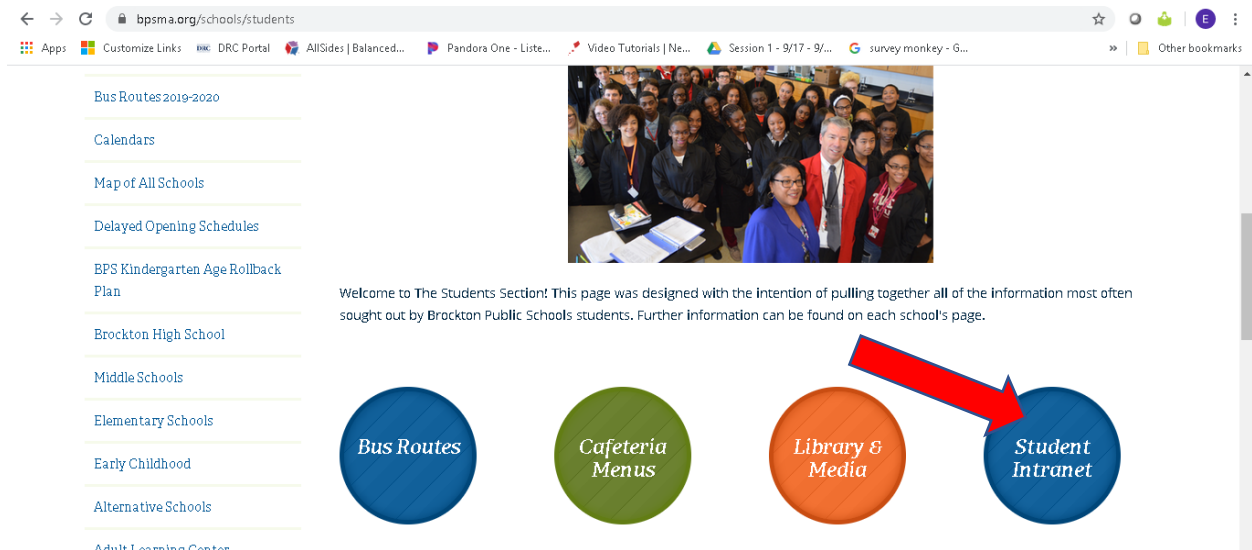 bpsma.org/schools/students
E
Apps
Customize Links
DRC DRC Portal
AllSides | Balanced...
Pandora One - Liste...
Video Tutorials | Ne...
Session 1 - 9/17 - 9/...
G survey monkey - G...
»
Other bookmarks
Bus Routes 2019-2020
Calendars
Map of All Schools
Delayed Opening Schedules
BPS Kindergarten Age Rollback
Plan
Brockton High School
Middle Schools
Elementary Schools
Early Childhood
Alternative Schools
Adult Learning Center
Welcome to The Students Section! This page was designed with the intention of pulling together all of the information most often
sought out by Brockton Public Schools students. Further information can be found on each school's page.
Bus Routes
Cafeteria
Menus
Library &
Media
Student
Intranet